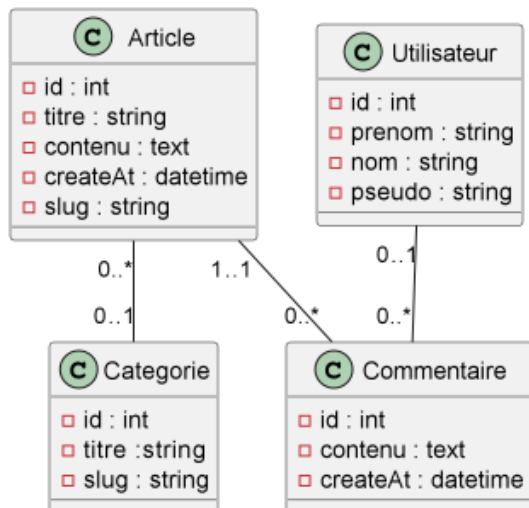 C Article
id : int
titre : string
contenu : text
createAt : datetime
slug : string
C Utilisateur
id : int
prenom : string
nom : string
pseudo : string
0..*
1..1
0..1
0..1
0..*
0..*
C Categorie
id : int
titre :string
slug : string
C Commentaire
id : int
contenu : text
createAt : datetime